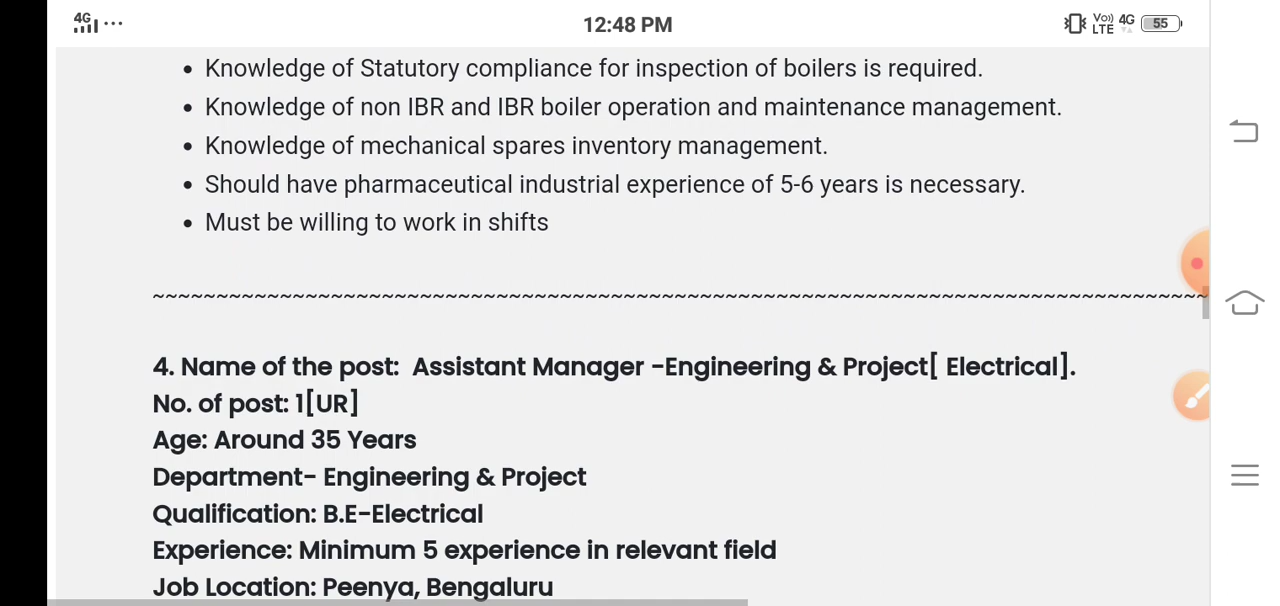 4G ... 12:48 PM Vo)) LTE 4G 55
• Knowledge of Statutory compliance for inspection of boilers is required.
• Knowledge of non IBR and IBR boiler operation and maintenance management.
• Knowledge of mechanical spares inventory management.
• Should have pharmaceutical industrial experience of 5-6 years is necessary.
• Must be willing to work in shifts
~~~~~~~~~~~~~~~~~~~~~~~~~~~~~~~~~~~~~~~~~~~~~~~~~~~~~~~~~~~~~~~~~~~~~~~~~~~~~~~~~~~
4. Name of the post:  Assistant Manager -Engineering & Project[ Electrical].
No. of post: 1[UR]
Age: Around 35 Years
Department- Engineering & Project
Qualification: B.E-Electrical
Experience: Minimum 5 experience in relevant field
Job Location: Peenya, Bengaluru